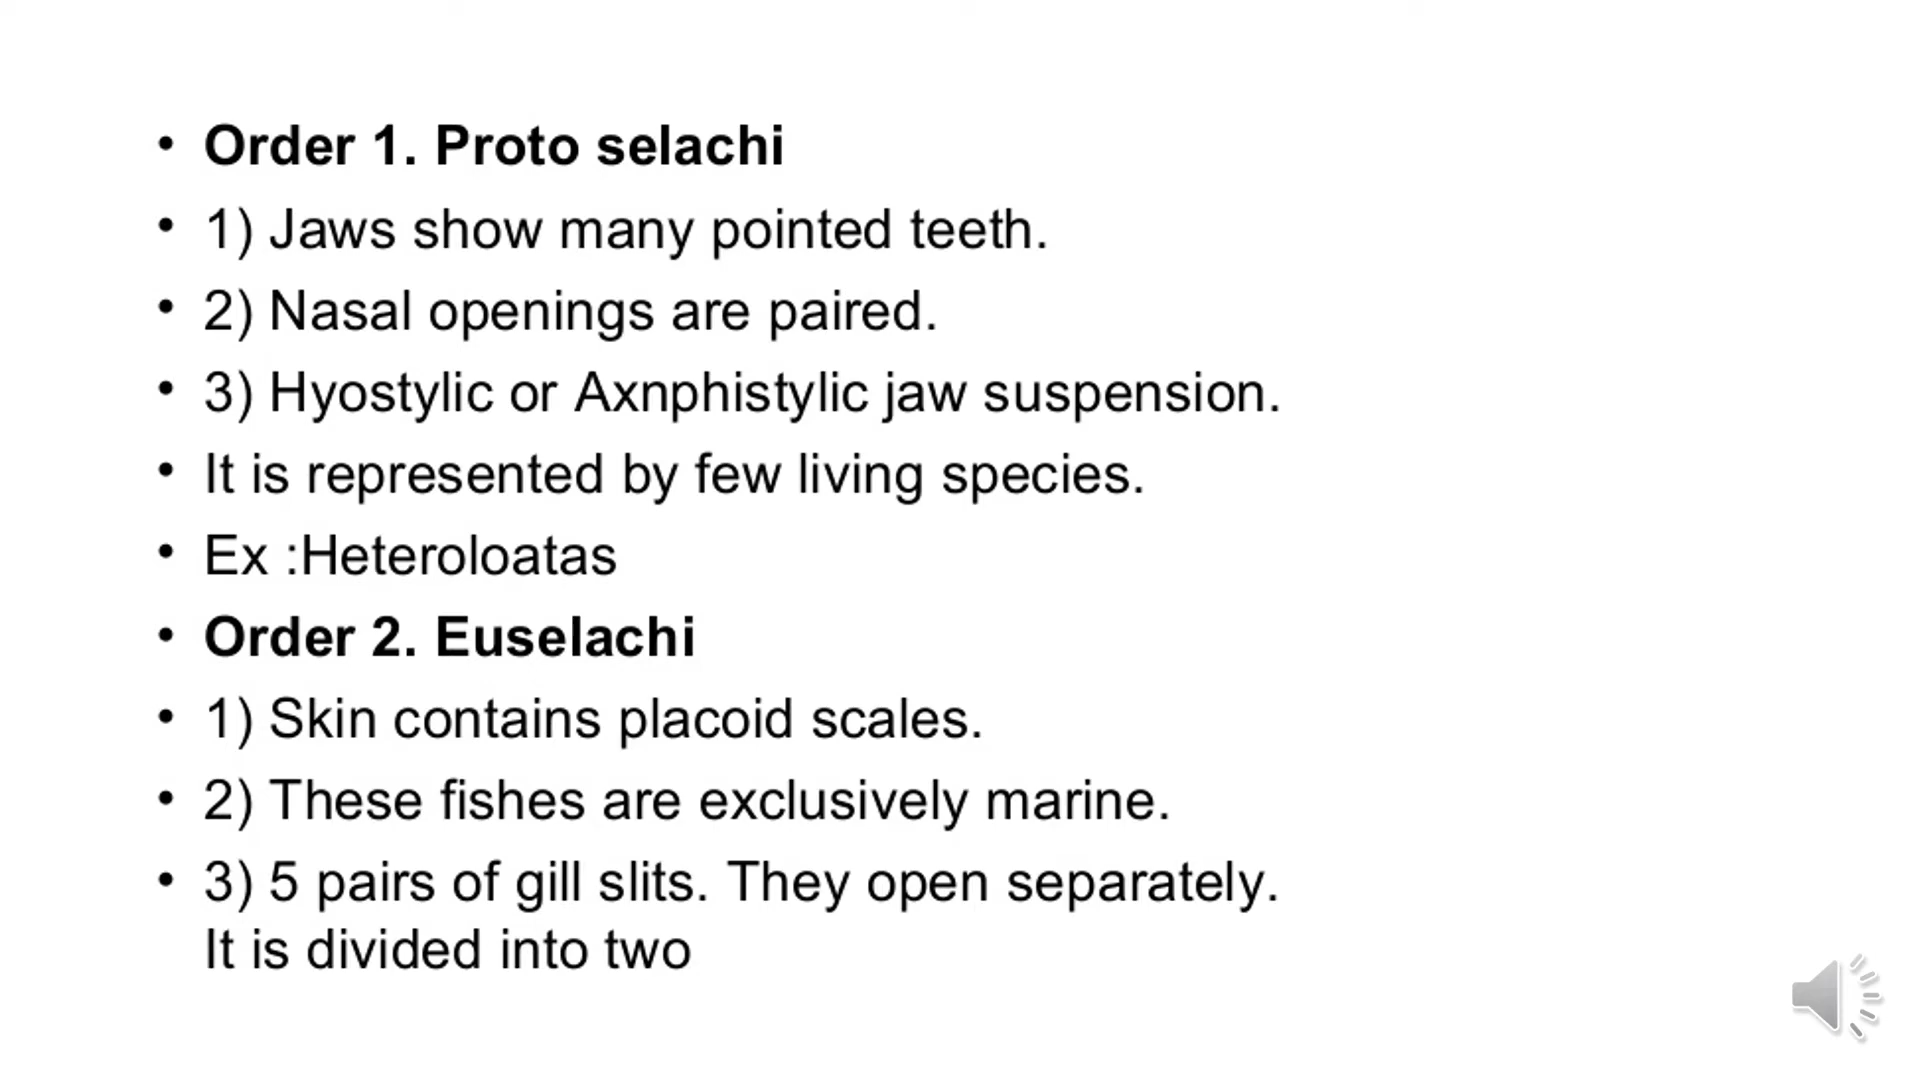 • Order 1. Proto selachi
• 1) Jaws show many pointed teeth.
• 2) Nasal openings are paired.
• 3) Hyostylic or Axnphistylic jaw suspension.
• It is represented by few living species.
• Ex :Heteroloatas
• Order 2. Euselachi
• 1) Skin contains placoid scales.
• 2) These fishes are exclusively marine.
• 3) 5 pairs of gill slits. They open separately.
It is divided into two